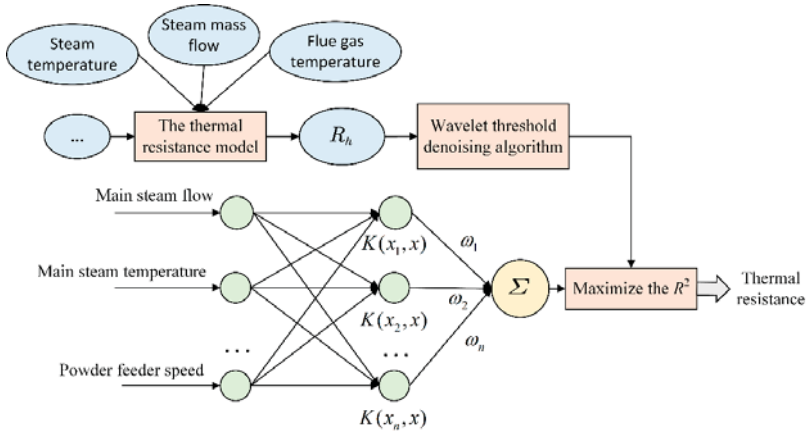 Steam
temperature
Steam mass
flow
Flue gas
temperature
...
The thermal
resistance model
R_h
Wavelet threshold
denoising algorithm
Main steam flow
K(x_1, x)
ω_1
Main steam temperature
K(x_2, x)
ω_2
Σ
Maximize the R^2
Thermal
resistance
...
...
ω_n
Powder feeder speed
K(x_n, x)